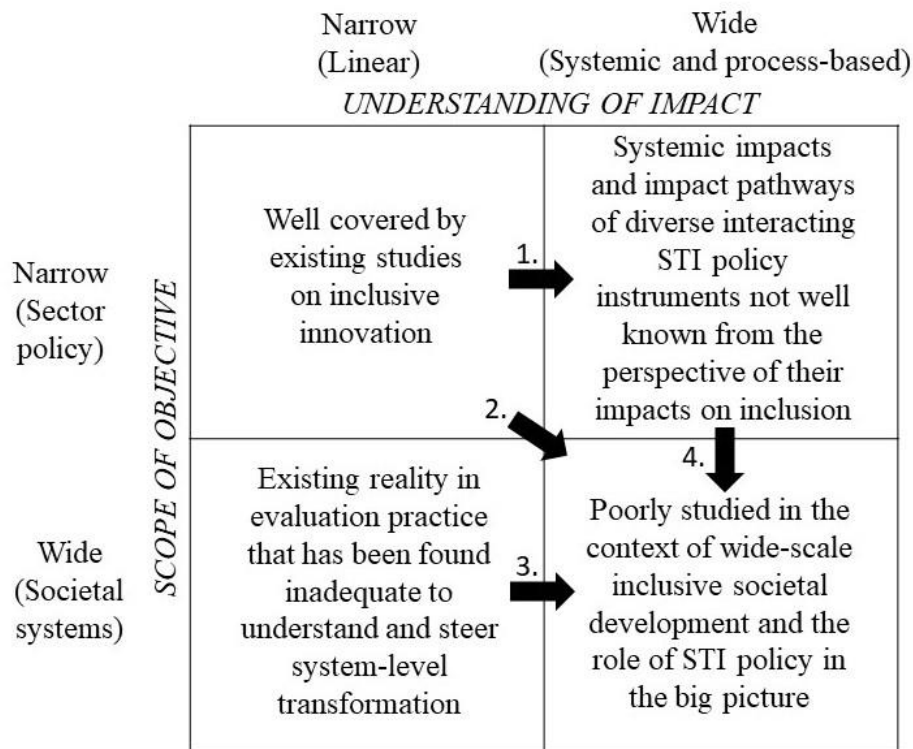 Narrow
(Linear)
Wide
(Systemic and process-based)
UNDERSTANDING OF IMPACT
SCOPE OF OBJECTIVE
Narrow
(Sector
policy)
Well covered by
existing studies
on inclusive
innovation
1.
Systemic impacts
and impact pathways
of diverse interacting
STI policy
instruments not well
known from the
perspective of their
impacts on inclusion
2.
4.
Wide
(Societal
systems)
Existing reality in
evaluation practice
that has been found
inadequate to
understand and steer
system-level
transformation
3.
Poorly studied in the
context of wide-scale
inclusive societal
development and the
role of STI policy in
the big picture